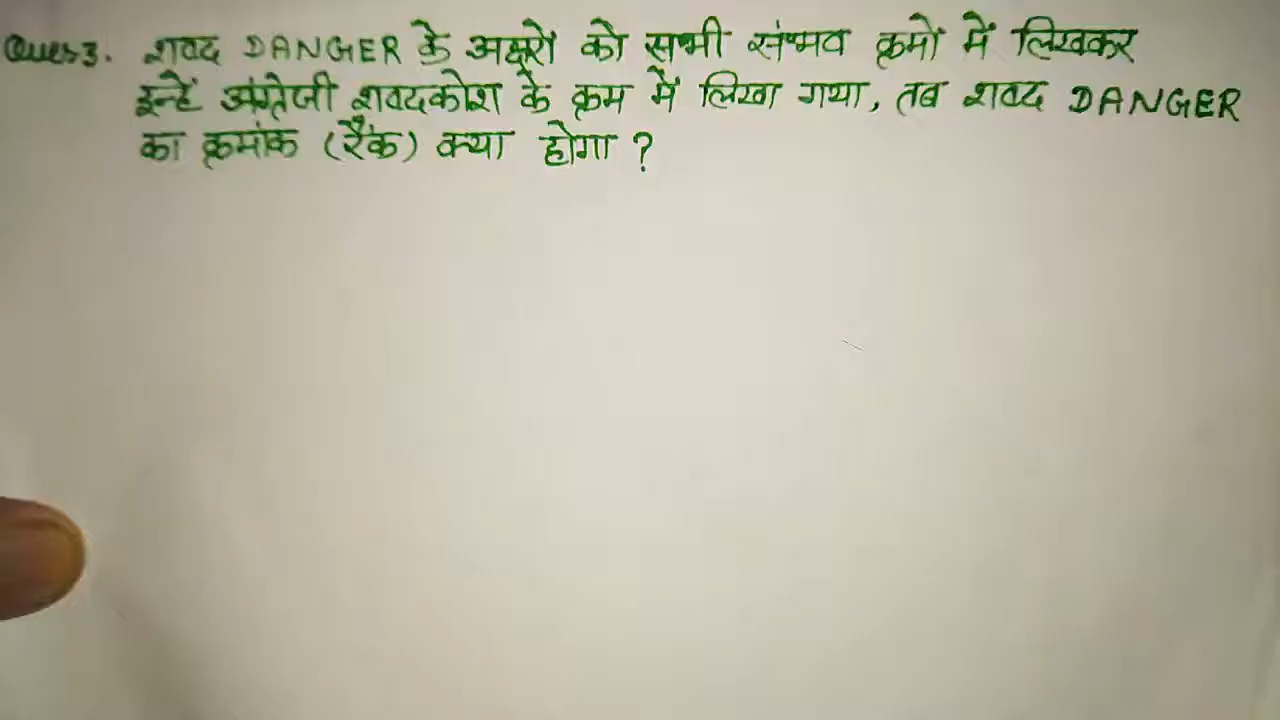 Ques3. शब्द DANGER के अक्षरों को सभी संभव क्रमों में लिखकर
इन्हें अंग्रेजी शब्दकोश के क्रम में लिखा गया, तब शब्द DANGER
का क्रमांक (रैंक) क्या होगा ?